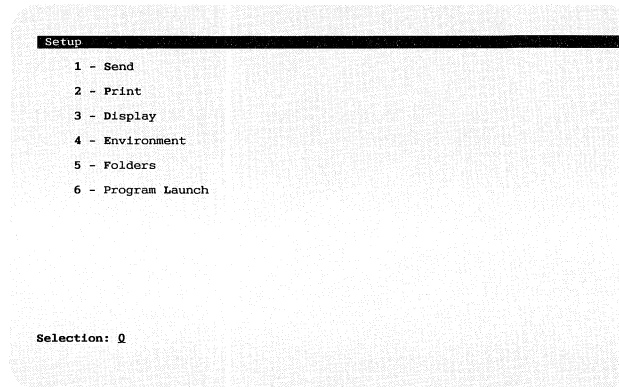 Setup
1 - Send
2 - Print
3 - Display
4 - Environment
5 - Folders
6 - Program Launch
Selection: 0